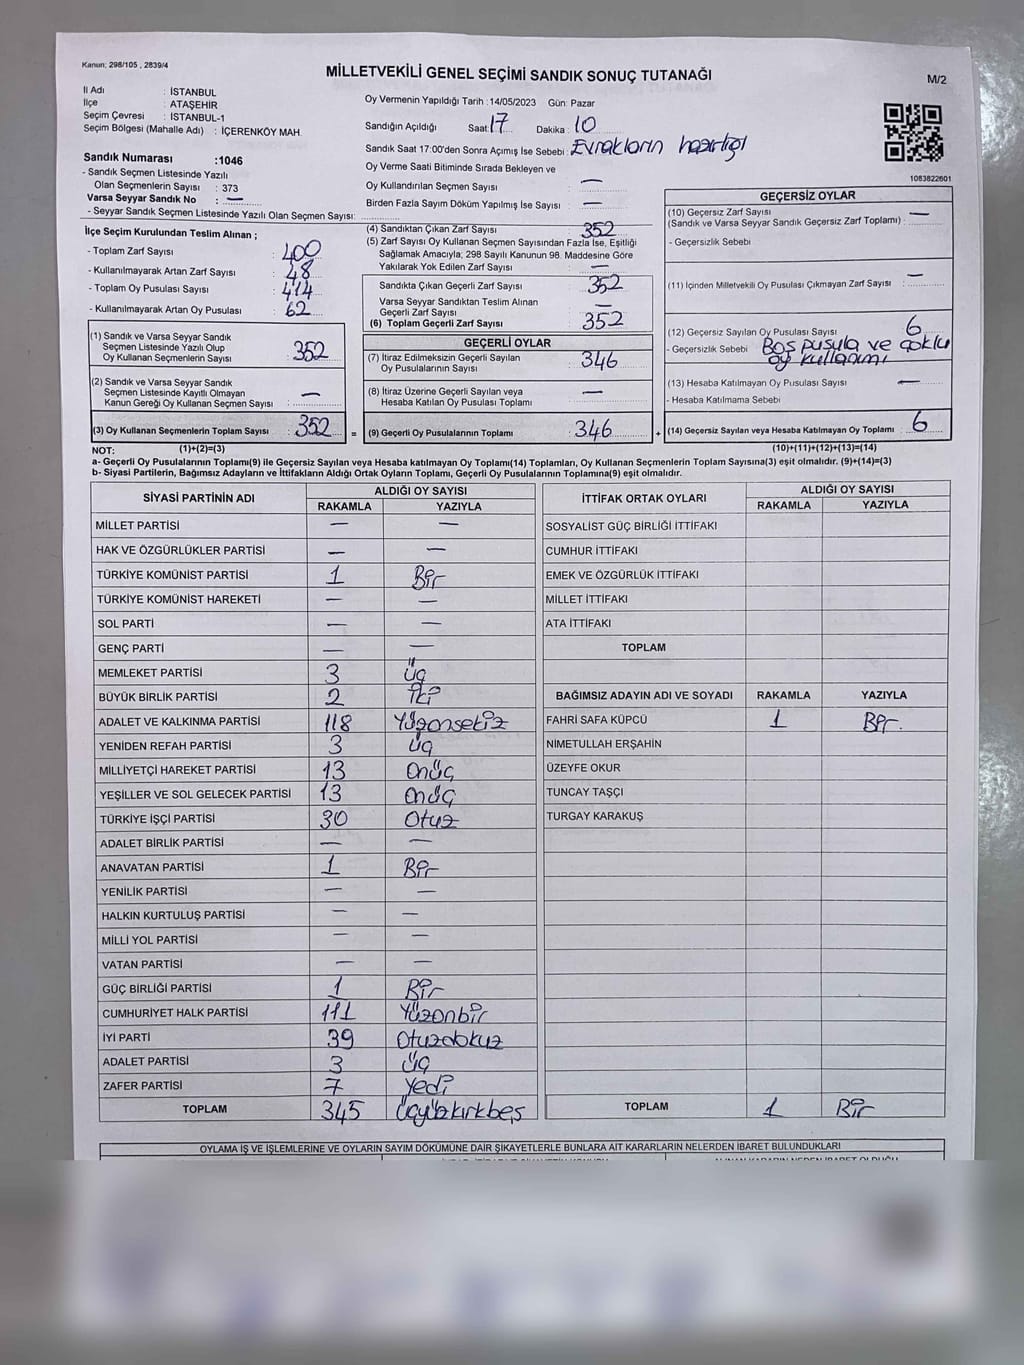 Kanun; 298/105 , 2839/4
MİLLETVEKİLİ GENEL SEÇİMİ SANDIK SONUÇ TUTANAĞI
M/2
İl Adı : İSTANBUL
İlçe : ATAŞEHİR
Seçim Çevresi : İSTANBUL-1
Seçim Bölgesi (Mahalle Adı) : İÇERENKÖY MAH.
Sandık Numarası :1046
- Sandık Seçmen Listesinde Yazılı
Olan Seçmenlerin Sayısı : 373
Varsa Seyyar Sandık No : —
- Seyyar Sandık Seçmen Listesinde Yazılı Olan Seçmen Sayısı:
Oy Vermenin Yapıldığı Tarih :14/05/2023 Gün: Pazar
Sandığın Açıldığı Saat: 17 Dakika : 10
Sandık Saat 17:00'den Sonra Açımış İse Sebebi : Evrakların hazırlığı
Oy Verme Saati Bitiminde Sırada Bekleyen ve
Oy Kullandırılan Seçmen Sayısı : —
Birden Fazla Sayım Döküm Yapılmış İse Sayısı : —
1083822601
İlçe Seçim Kurulundan Teslim Alınan ;
- Toplam Zarf Sayısı : 400
- Kullanılmayarak Artan Zarf Sayısı : 48
- Toplam Oy Pusulası Sayısı : 414
- Kullanılmayarak Artan Oy Pusulası : 62
(1) Sandık ve Varsa Seyyar Sandık
Seçmen Listesinde Yazılı Olup
Oy Kullanan Seçmenlerin Sayısı : 352
(2) Sandık ve Varsa Seyyar Sandık
Seçmen Listesinde Kayıtlı Olmayan
Kanun Gereği Oy Kullanan Seçmen Sayısı : —
(3) Oy Kullanan Seçmenlerin Toplam Sayısı : 352
(4) Sandıktan Çıkan Zarf Sayısı : 352
(5) Zarf Sayısı Oy Kullanan Seçmen Sayısından Fazla İse, Eşitliği
Sağlamak Amacıyla; 298 Sayılı Kanunun 98. Maddesine Göre
Yakılarak Yok Edilen Zarf Sayısı : —
Sandıkta Çıkan Geçerli Zarf Sayısı : 352
Varsa Seyyar Sandıktan Teslim Alınan
Geçerli Zarf Sayısı : —
(6) Toplam Geçerli Zarf Sayısı : 352
GEÇERLİ OYLAR
(7) İtiraz Edilmeksizin Geçerli Sayılan
Oy Pusulalarının Sayısı : 346
(8) İtiraz Üzerine Geçerli Sayılan veya
Hesaba Katılan Oy Pusulası Toplamı : —
= (9) Geçerli Oy Pusulalarının Toplamı : 346
GEÇERSİZ OYLAR
(10) Geçersiz Zarf Sayısı —
(Sandık ve Varsa Seyyar Sandık Geçersiz Zarf Toplamı) :
- Geçersizlik Sebebi
(11) İçinden Milletvekili Oy Pusulası Çıkmayan Zarf Sayısı : —
(12) Geçersiz Sayılan Oy Pusulası Sayısı : 6
- Geçersizlik Sebebi Boş pusula ve çoklu
oy kullanımı
(13) Hesaba Katılmayan Oy Pusulası Sayısı : —
- Hesaba Katılmama Sebebi
+ (14) Geçersiz Sayılan veya Hesaba Katılmayan Oy Toplamı : 6
NOT: (1)+(2)=(3) (10)+(11)+(12)+(13)=(14)
a- Geçerli Oy Pusulalarının Toplamı(9) ile Geçersiz Sayılan veya Hesaba katılmayan Oy Toplamı(14) Toplamları, Oy Kullanan Seçmenlerin Toplam Sayısına(3) eşit olmalıdır. (9)+(14)=(3)
b- Siyasi Partilerin, Bağımsız Adayların ve İttifakların Aldığı Ortak Oyların Toplamı, Geçerli Oy Pusulalarının Toplamına(9) eşit olmalıdır.
SİYASİ PARTİNİN ADI ALDIĞI OY SAYISI
RAKAMLA YAZIYLA
MİLLET PARTİSİ — —
HAK VE ÖZGÜRLÜKLER PARTİSİ — —
TÜRKİYE KOMÜNİST PARTİSİ 1 Bir
TÜRKİYE KOMÜNİST HAREKETİ — —
SOL PARTİ — —
GENÇ PARTİ — —
MEMLEKET PARTİSİ 3 Üç
BÜYÜK BİRLİK PARTİSİ 2 İki
ADALET VE KALKINMA PARTİSİ 118 Yüzonsekiz
YENİDEN REFAH PARTİSİ 3 Üç
MİLLİYETÇİ HAREKET PARTİSİ 13 Onüç
YEŞİLLER VE SOL GELECEK PARTİSİ 13 Onüç
TÜRKİYE İŞÇİ PARTİSİ 30 Otuz
ADALET BİRLİK PARTİSİ — —
ANAVATAN PARTİSİ 1 Bir
YENİLİK PARTİSİ — —
HALKIN KURTULUŞ PARTİSİ — —
MİLLİ YOL PARTİSİ — —
VATAN PARTİSİ — —
GÜÇ BİRLİĞİ PARTİSİ 1 Bir
CUMHURİYET HALK PARTİSİ 111 Yüzonbir
İYİ PARTİ 39 Otuzdokuz
ADALET PARTİSİ 3 Üç
ZAFER PARTİSİ 7 Yedi
TOPLAM 345 Üçyüzkırkbeş
İTTİFAK ORTAK OYLARI ALDIĞI OY SAYISI
RAKAMLA YAZIYLA
SOSYALİST GÜÇ BİRLİĞİ İTTİFAKI
CUMHUR İTTİFAKI
EMEK VE ÖZGÜRLÜK İTTİFAKI
MİLLET İTTİFAKI
ATA İTTİFAKI
TOPLAM
BAĞIMSIZ ADAYIN ADI VE SOYADI RAKAMLA YAZIYLA
FAHRİ SAFA KÜPCÜ 1 Bir.
NİMETULLAH ERŞAHİN
ÜZEYFE OKUR
TUNCAY TAŞÇI
TURGAY KARAKUŞ
TOPLAM 1 Bir
OYLAMA İŞ VE İŞLEMLERİNE VE OYLARIN SAYIM DÖKÜMÜNE DAİR ŞİKAYETLERLE BUNLARA AİT KARARLARIN NELERDEN İBARET BULUNDUKLARI